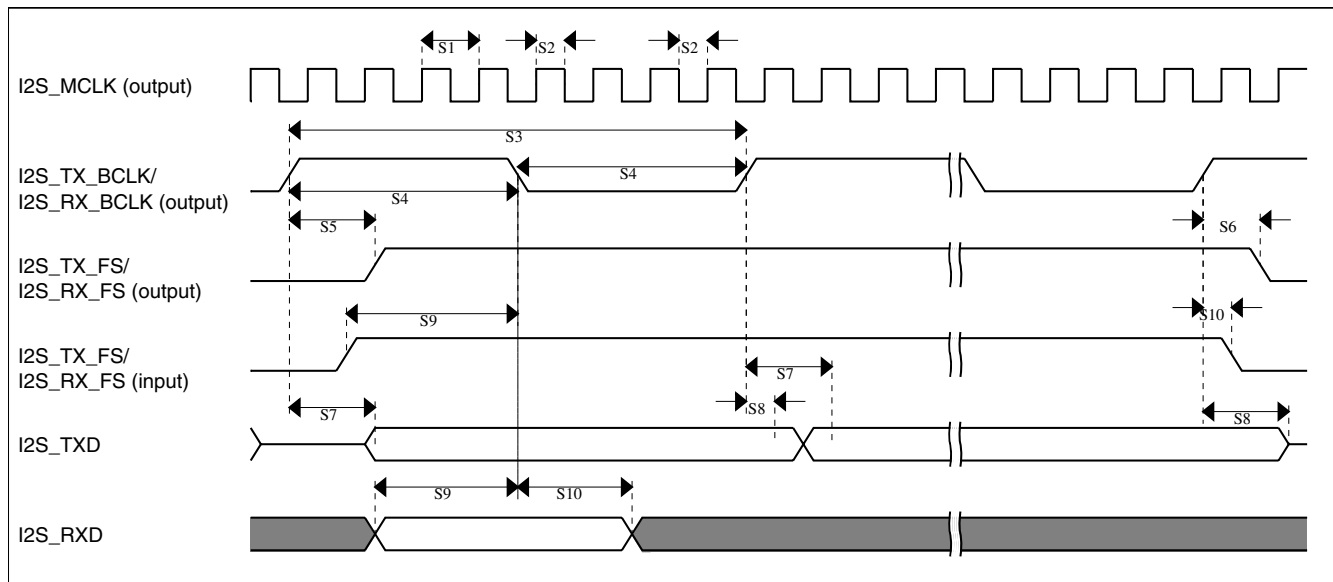 S1
S2
S2
I2S_MCLK (output)
S3
I2S_TX_BCLK/
I2S_RX_BCLK (output)
S4
S4
S5
S6
I2S_TX_FS/
I2S_RX_FS (output)
S9
S10
I2S_TX_FS/
I2S_RX_FS (input)
S7
S7
S8
S8
I2S_TXD
S9
S10
I2S_RXD